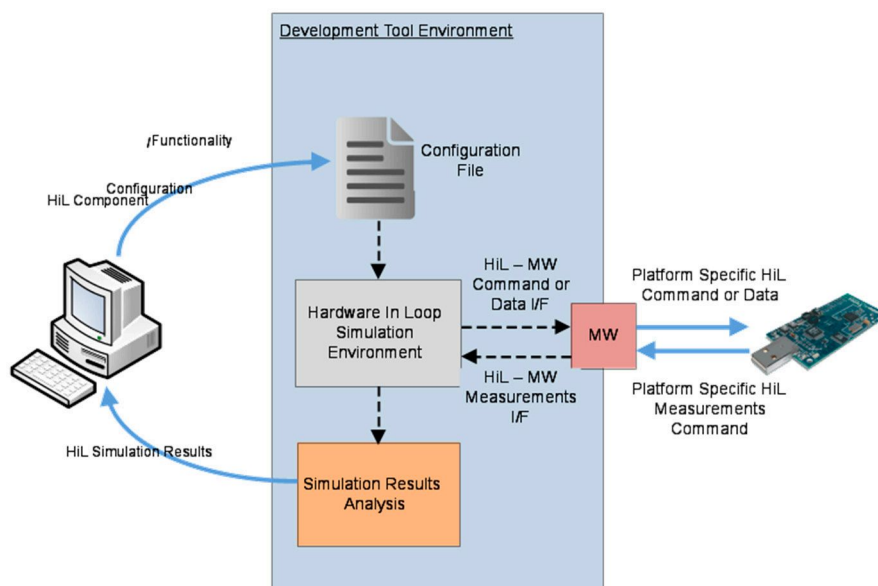 Development Tool Environment
/Functionality
Configuration
HiL Component
Configuration
File
HiL – MW
Command or
Data I/F
Platform Specific HiL
Command or Data
Hardware In Loop
Simulation
Environment
MW
HiL – MW
Measurements
I/F
Platform Specific HiL
Measurements
Command
HiL Simulation Results
Simulation Results
Analysis